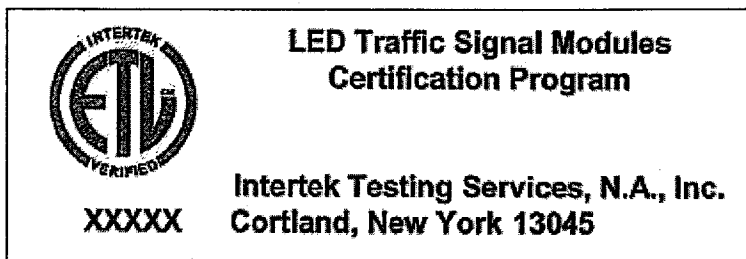 INTERTEK
ETL
VERIFIED
XXXXX
LED Traffic Signal Modules
Certification Program
Intertek Testing Services, N.A., Inc.
Cortland, New York 13045